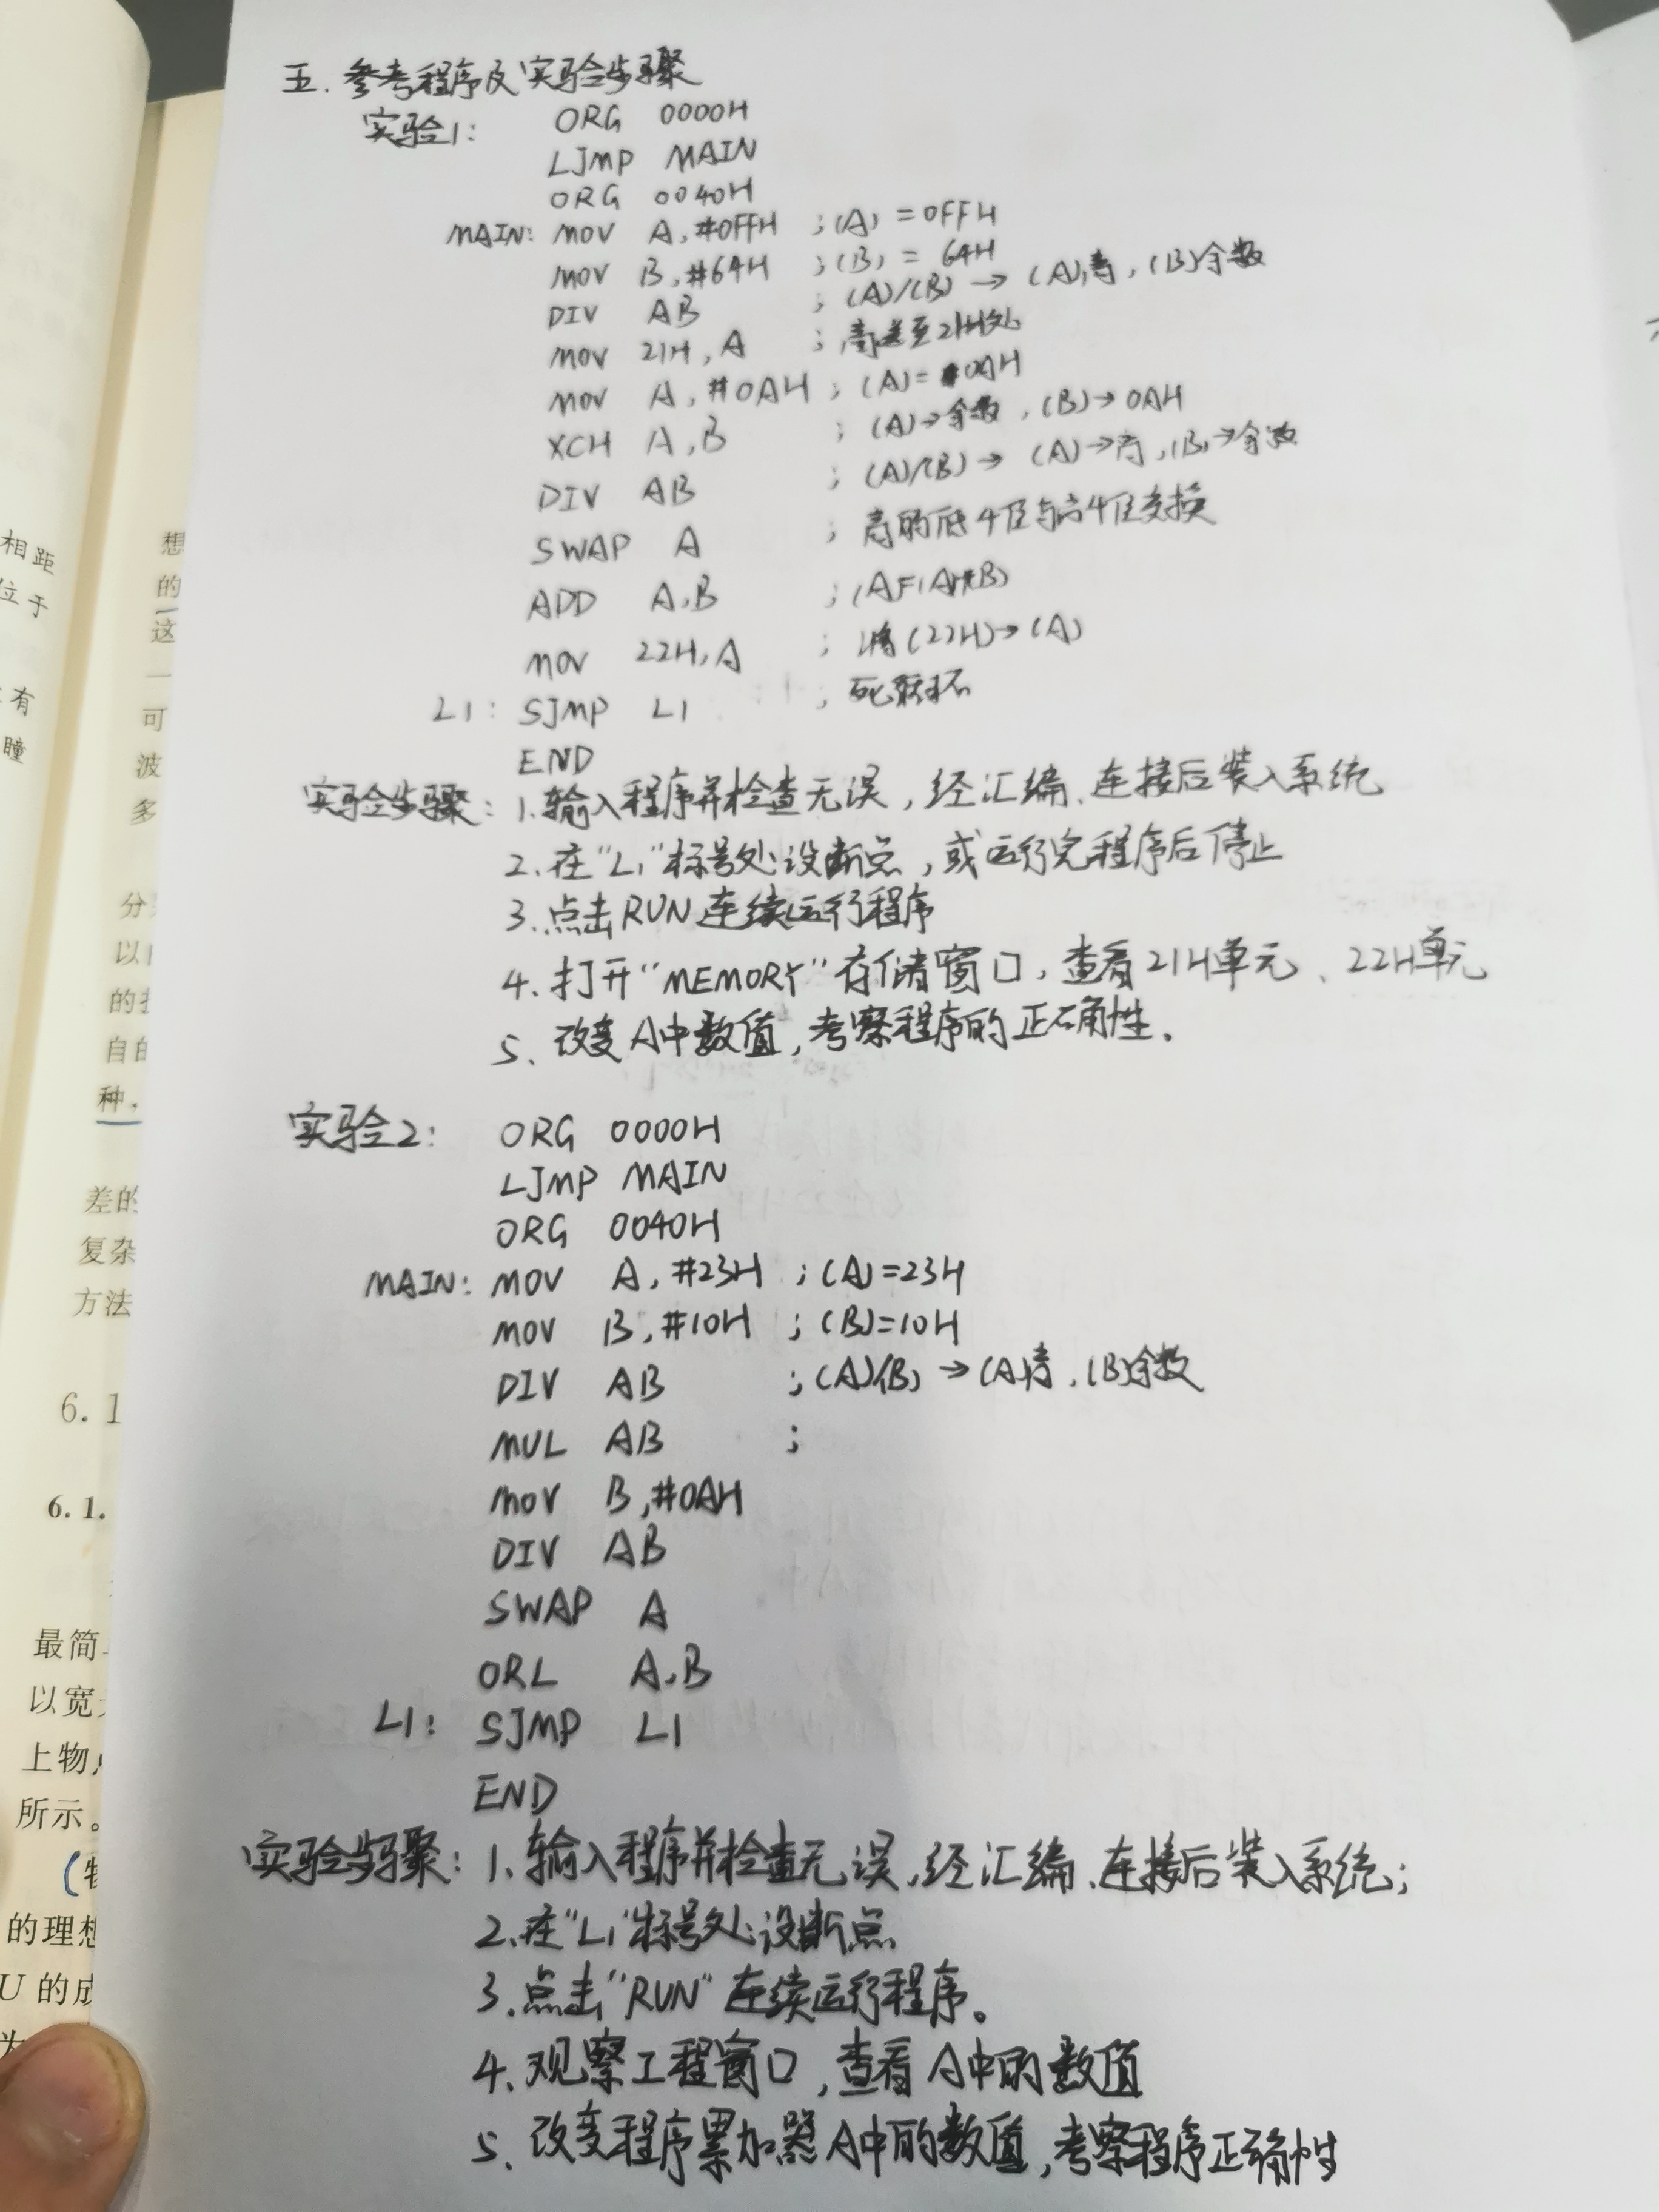 五.参考程序及实验步骤
实验1: ORG 0000H
LJMP MAIN
ORG 0040H
MAIN: MOV A,#0FFH ;(A)=0FFH
MOV B,#64H ;(B)=64H
DIV AB ;(A)/(B)→(A)商,(B)余数
MOV 21H,A ;商送至21H处
MOV A,#0AH ;(A)=0AH
XCH A,B ;(A)→余数,(B)→0AH
DIV AB ;(A)/(B)→(A)→商,(B)→余数
SWAP A ;商的低4位与高4位交换
ADD A,B ;(A)=(A)+(B)
MOV 22H,A ;将(22H)→(A)
L1: SJMP L1 ;死循环
END
实验步骤:1.输入程序并检查无误,经汇编、连接后装入系统
2.在“L1”标号处设断点,或运行完程序后停止
3.点击RUN连续运行程序
4.打开“MEMORY”存储窗口,查看21H单元、22H单元
5、改变A中数值,考察程序的正确性。
实验2: ORG 0000H
LJMP MAIN
ORG 0040H
MAIN: MOV A,#23H ;(A)=23H
MOV B,#10H ;(B)=10H
DIV AB ;(A)/(B)→(A)商,(B)余数
MUL AB ;
MOV B,#0AH
DIV AB
SWAP A
ORL A,B
L1: SJMP L1
END
实验步骤:1、输入程序并检查无误,经汇编、连接后装入系统;
2、在“L1”标号处设断点
3.点击“RUN”连续运行程序。
4、观察工程窗口,查看A中的数值
5、改变程序累加器A中的数值,考察程序正确性
相距
位于
有
瞳
想
的
这
一
可
波
多
分
以
的
自
种,
差的
复杂
方法
6.1
6.1.
最简
以宽
上物
所示。
的理想
U的成
为